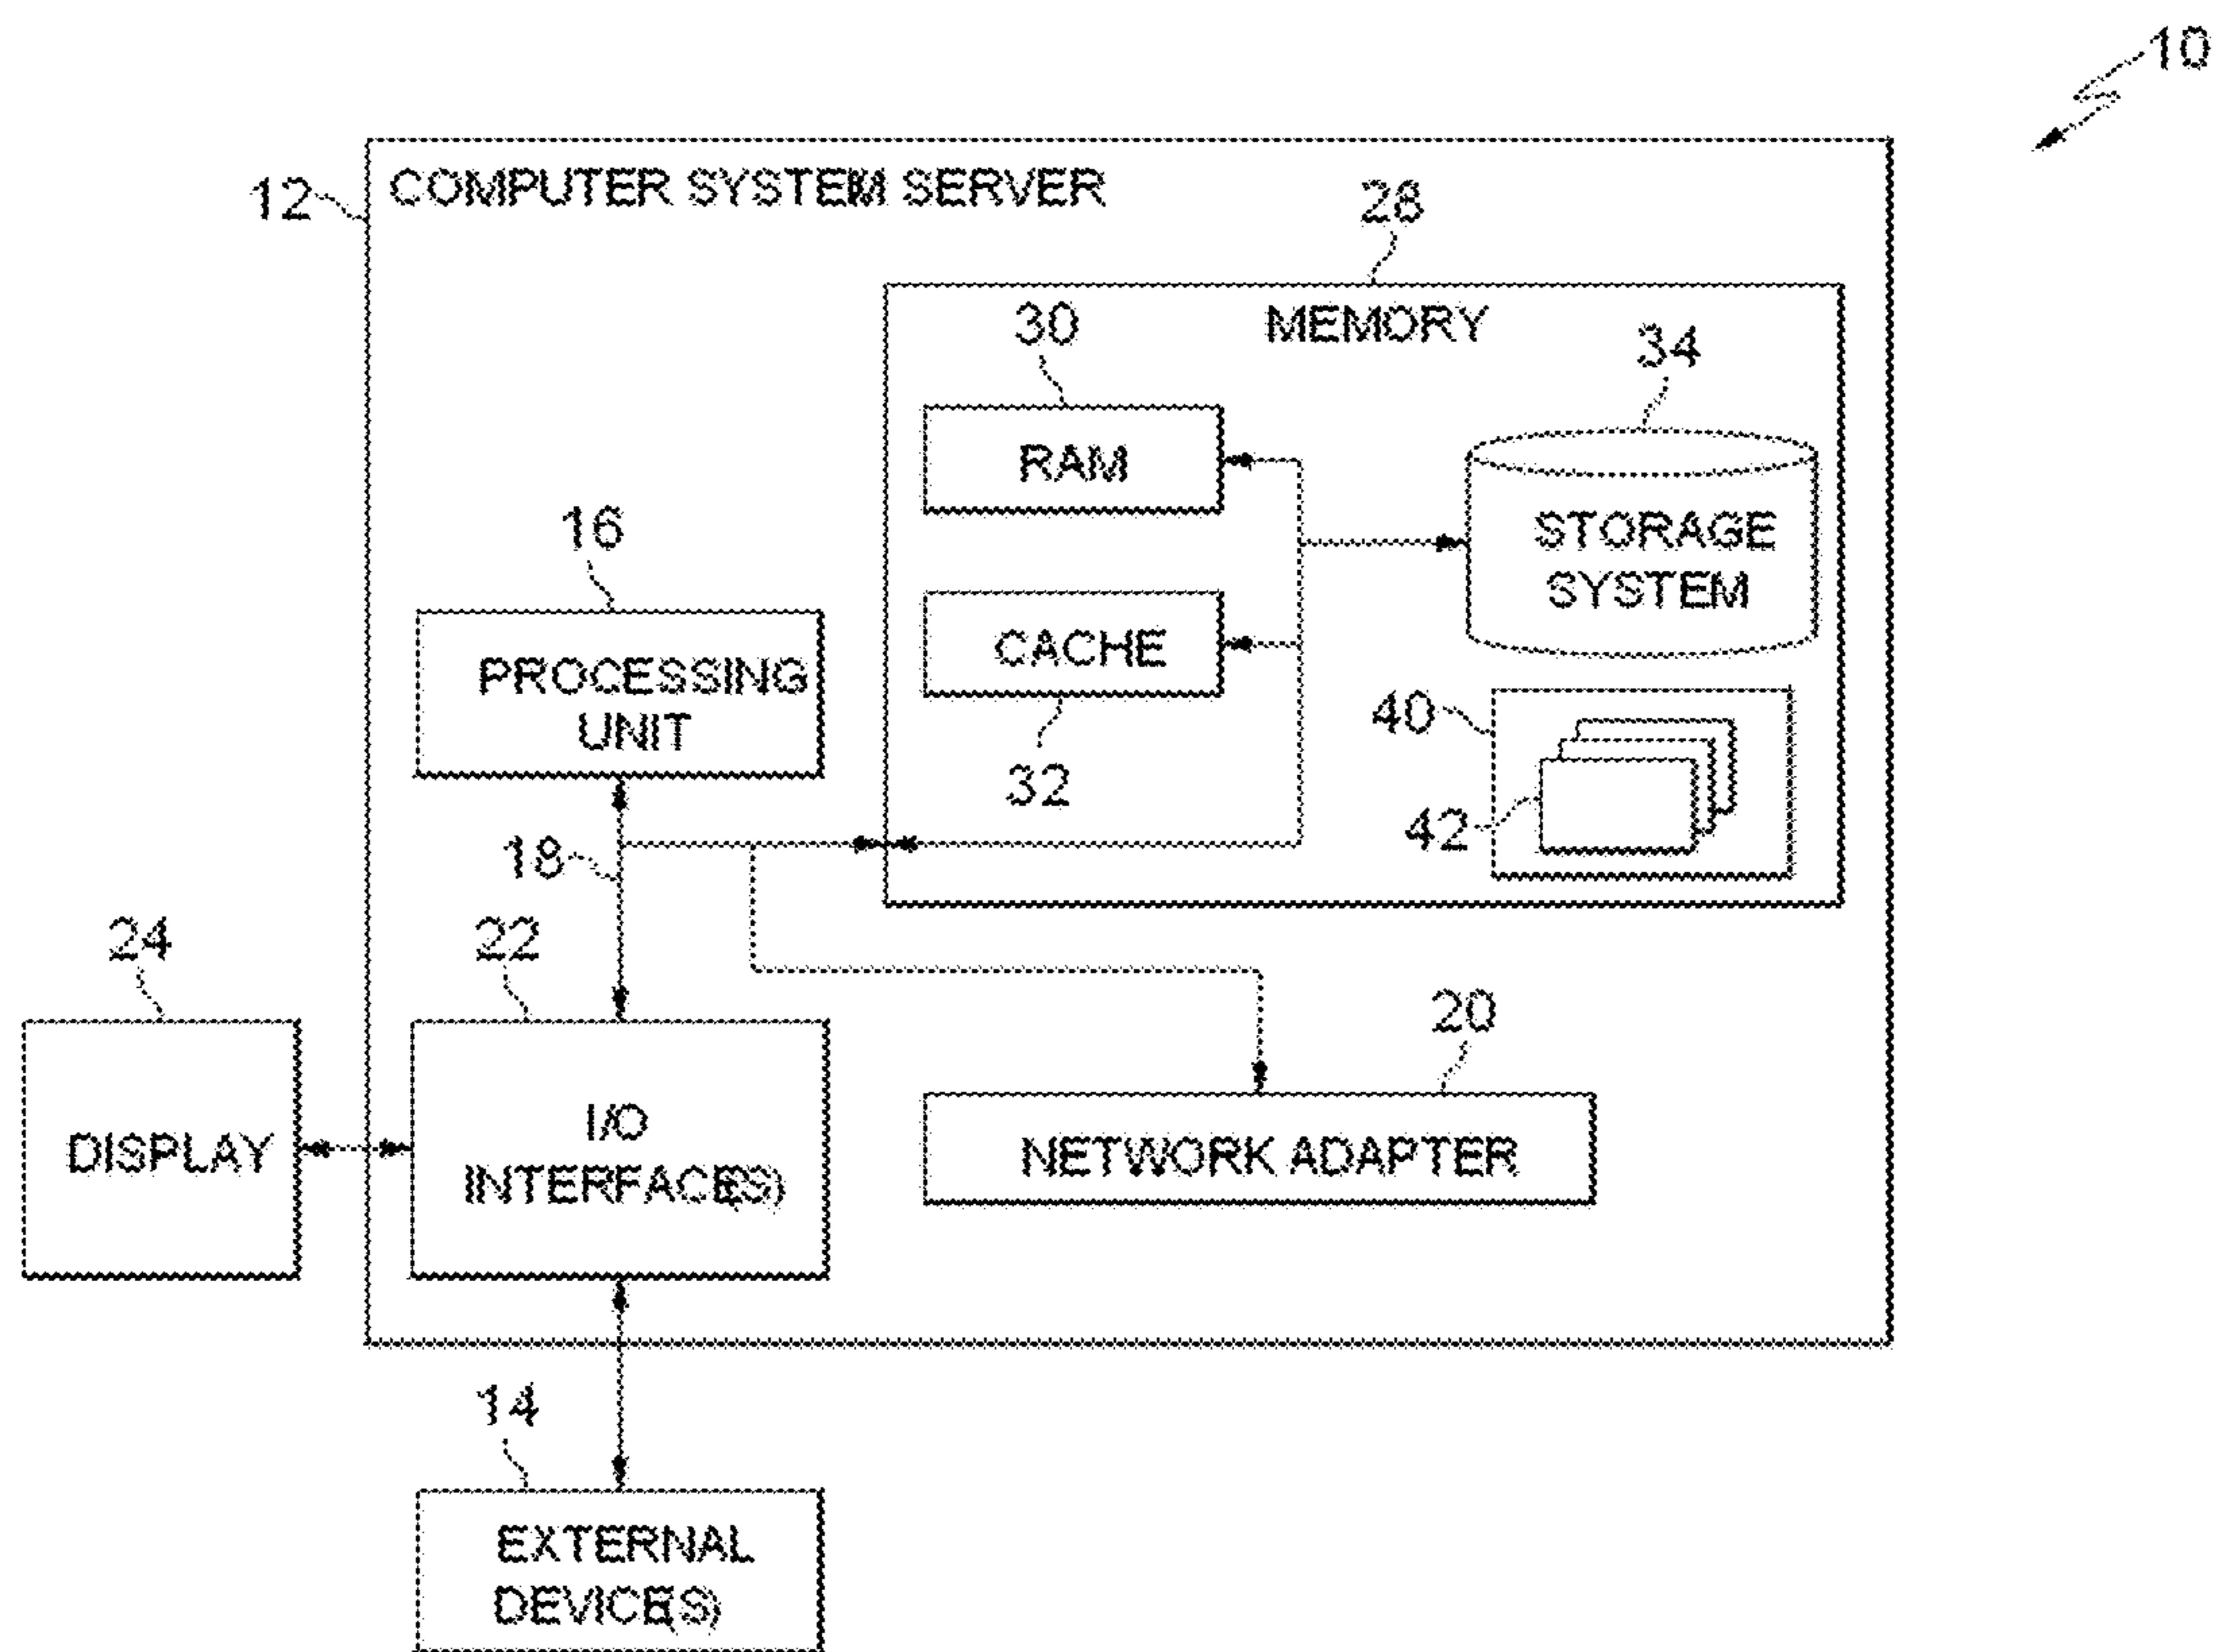 10
12
COMPUTER SYSTEM SERVER
28
MEMORY
30
34
RAM
STORAGE
SYSTEM
16
CACHE
PROCESSING
UNIT
32
40
42
18
24
22
20
DISPLAY
I/O
INTERFACE(S)
NETWORK ADAPTER
14
EXTERNAL
DEVICE(S)